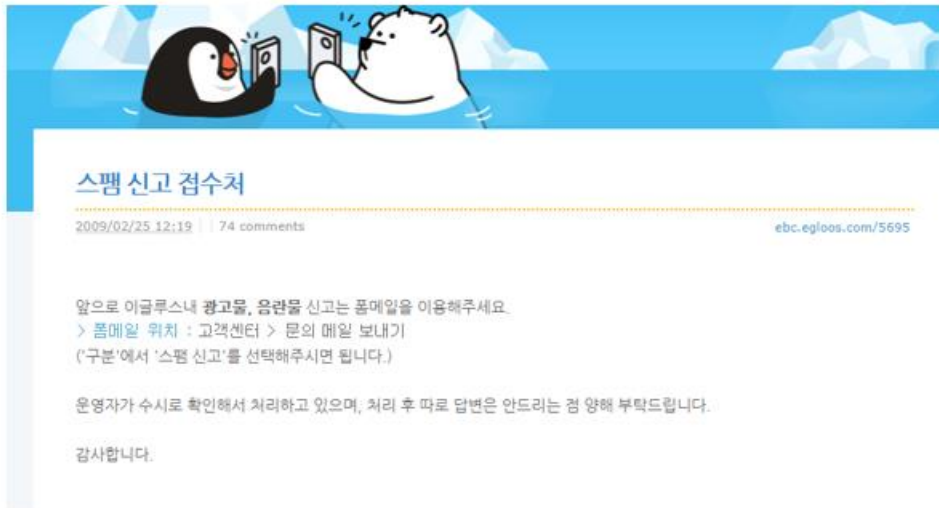 스팸 신고 접수처
2009/02/25 12:19 74 comments ebc.egloos.com/5695
앞으로 이글루스내 광고물, 음란물 신고는 폼메일을 이용해주세요.
> 폼메일 위치 : 고객센터 > 문의 메일 보내기
('구분'에서 '스팸 신고'를 선택해주시면 됩니다.)
운영자가 수시로 확인해서 처리하고 있으며, 처리 후 따로 답변은 안드리는 점 양해 부탁드립니다.
감사합니다.